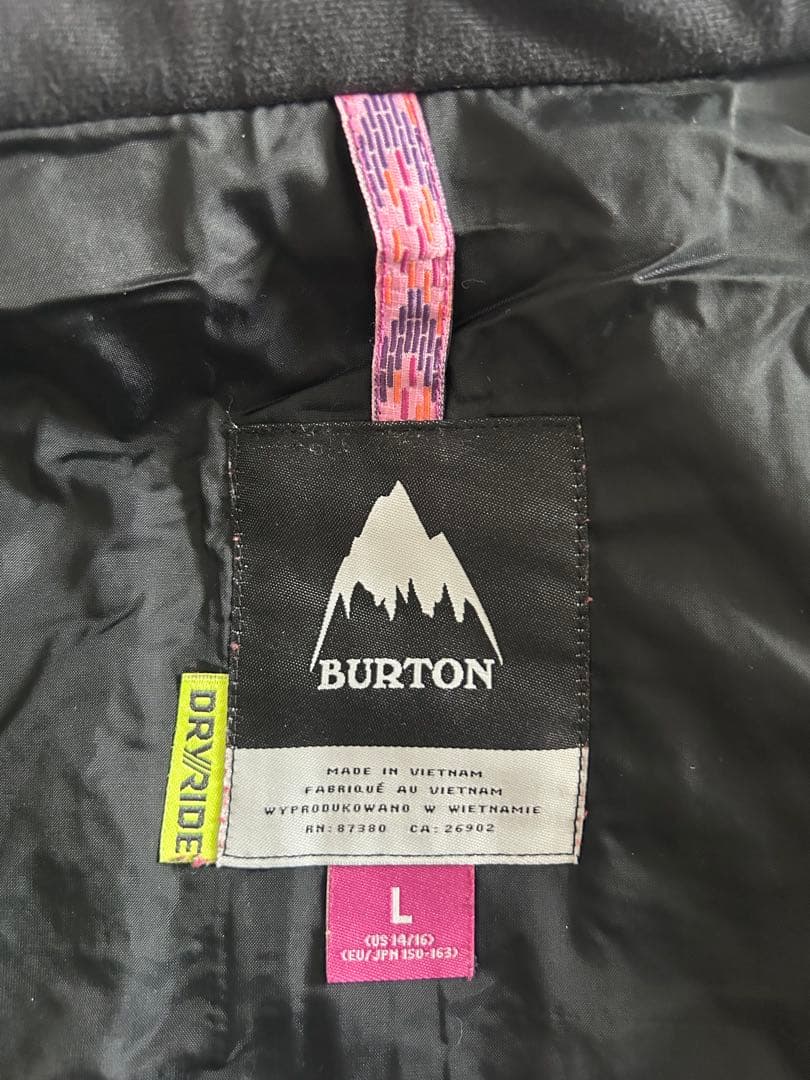 BURTON
DRY//RIDE
MADE IN VIETNAM
FABRIQUÉ AU VIETNAM
WYPRODUKOWANO W WIETNAMIE
RN: 87380 CA: 26902
L
(US 14/16)
(EU/JPN 150-163)